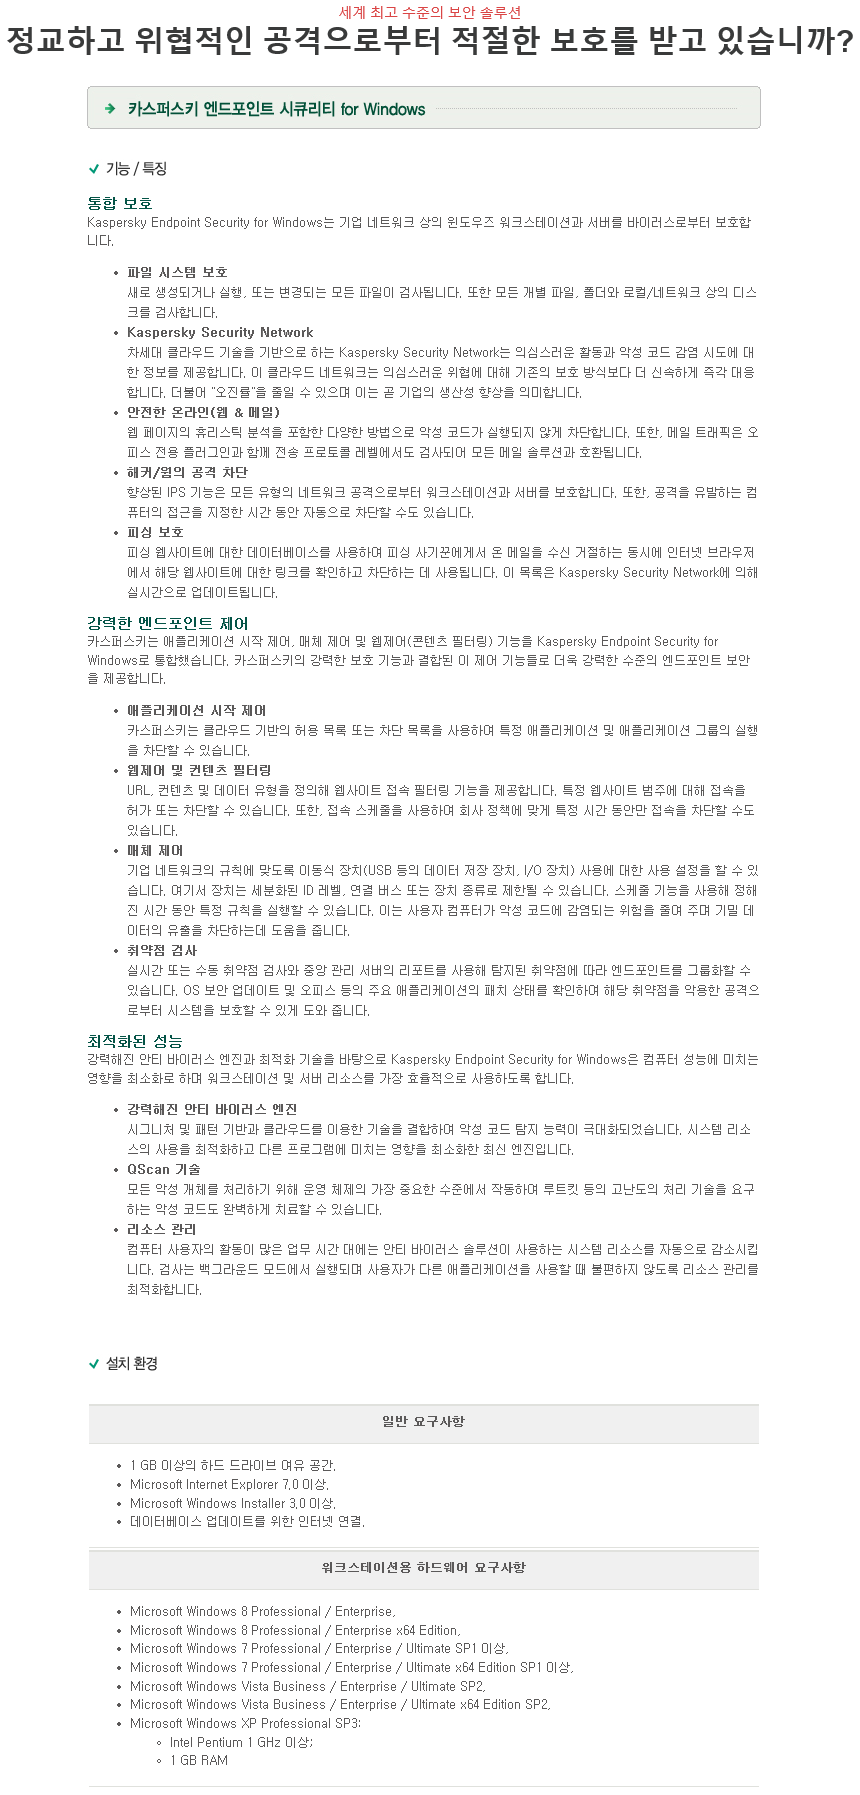 세계 최고 수준의 보안 솔루션
정교하고 위협적인 공격으로부터 적절한 보호를 받고 있습니까?
카스퍼스키 엔드포인트 시큐리티 for Windows
기능 / 특징
통합 보호
Kaspersky Endpoint Security for Windows는 기업 네트워크 상의 윈도우즈 워크스테이션과 서버를 바이러스로부터 보호합
니다.
• 파일 시스템 보호
새로 생성되거나 실행, 또는 변경되는 모든 파일이 검사됩니다. 또한 모든 개별 파일, 폴더와 로컬/네트워크 상의 디스
크를 검사합니다.
• Kaspersky Security Network
차세대 클라우드 기술을 기반으로 하는 Kaspersky Security Network는 의심스러운 활동과 악성 코드 감염 시도에 대
한 정보를 제공합니다. 이 클라우드 네트워크는 의심스러운 위협에 대해 기존의 보호 방식보다 더 신속하게 즉각 대응
합니다. 더불어 "오진률"을 줄일 수 있으며 이는 곧 기업의 생산성 향상을 의미합니다.
• 안전한 온라인(웹 & 메일)
웹 페이지의 휴리스틱 분석을 포함한 다양한 방법으로 악성 코드가 실행되지 않게 차단합니다. 또한, 메일 트래픽은 오
피스 전용 플러그인과 함께 전송 프로토콜 레벨에서도 검사되어 모든 메일 솔루션과 호환됩니다.
• 해커/웜의 공격 차단
향상된 IPS 기능은 모든 유형의 네트워크 공격으로부터 워크스테이션과 서버를 보호합니다. 또한, 공격을 유발하는 컴
퓨터의 접근을 지정한 시간 동안 자동으로 차단할 수도 있습니다.
• 피싱 보호
피싱 웹사이트에 대한 데이터베이스를 사용하여 피싱 사기꾼에게서 온 메일을 수신 거절하는 동시에 인터넷 브라우저
에서 해당 웹사이트에 대한 링크를 확인하고 차단하는 데 사용됩니다. 이 목록은 Kaspersky Security Network에 의해
실시간으로 업데이트됩니다.
강력한 엔드포인트 제어
카스퍼스키는 애플리케이션 시작 제어, 매체 제어 및 웹제어(콘텐츠 필터링) 기능을 Kaspersky Endpoint Security for
Windows로 통합했습니다. 카스퍼스키의 강력한 보호 기능과 결합된 이 제어 기능들로 더욱 강력한 수준의 엔드포인트 보안
을 제공합니다.
• 애플리케이션 시작 제어
카스퍼스키는 클라우드 기반의 허용 목록 또는 차단 목록을 사용하여 특정 애플리케이션 및 애플리케이션 그룹의 실행
을 차단할 수 있습니다.
• 웹제어 및 컨텐츠 필터링
URL, 컨텐츠 및 데이터 유형을 정의해 웹사이트 접속 필터링 기능을 제공합니다. 특정 웹사이트 범주에 대해 접속을
허가 또는 차단할 수 있습니다. 또한, 접속 스케줄을 사용하여 회사 정책에 맞게 특정 시간 동안만 접속을 차단할 수도
있습니다.
• 매체 제어
기업 네트워크의 규칙에 맞도록 이동식 장치(USB 등의 데이터 저장 장치, I/O 장치) 사용에 대한 사용 설정을 할 수 있
습니다. 여기서 장치는 세분화된 ID 레벨, 연결 버스 또는 장치 종류로 제한될 수 있습니다. 스케줄 기능을 사용해 정해
진 시간 동안 특정 규칙을 실행할 수 있습니다. 이는 사용자 컴퓨터가 악성 코드에 감염되는 위험을 줄여 주며 기밀 데
이터의 유출을 차단하는데 도움을 줍니다.
• 취약점 검사
실시간 또는 수동 취약점 검사와 중앙 관리 서버의 리포트를 사용해 탐지된 취약점에 따라 엔드포인트를 그룹화할 수
있습니다. OS 보안 업데이트 및 오피스 등의 주요 애플리케이션의 패치 상태를 확인하여 해당 취약점을 악용한 공격으
로부터 시스템을 보호할 수 있게 도와 줍니다.
최적화된 성능
강력해진 안티 바이러스 엔진과 최적화 기술을 바탕으로 Kaspersky Endpoint Security for Windows은 컴퓨터 성능에 미치는
영향을 최소화로 하며 워크스테이션 및 서버 리소스를 가장 효율적으로 사용하도록 합니다.
• 강력해진 안티 바이러스 엔진
시그니처 및 패턴 기반과 클라우드를 이용한 기술을 결합하여 악성 코드 탐지 능력이 극대화되었습니다. 시스템 리소
스의 사용을 최적화하고 다른 프로그램에 미치는 영향을 최소화한 최신 엔진입니다.
• QScan 기술
모든 악성 개체를 처리하기 위해 운영 체제의 가장 중요한 수준에서 작동하며 루트킷 등의 고난도의 처리 기술을 요구
하는 악성 코드도 완벽하게 치료할 수 있습니다.
• 리소스 관리
컴퓨터 사용자의 활동이 많은 업무 시간 대에는 안티 바이러스 솔루션이 사용하는 시스템 리소스를 자동으로 감소시킵
니다. 검사는 백그라운드 모드에서 실행되며 사용자가 다른 애플리케이션을 사용할 때 불편하지 않도록 리소스 관리를
최적화합니다.
설치 환경
일반 요구사항
• 1 GB 이상의 하드 드라이브 여유 공간.
• Microsoft Internet Explorer 7.0 이상.
• Microsoft Windows Installer 3.0 이상.
• 데이터베이스 업데이트를 위한 인터넷 연결.
워크스테이션용 하드웨어 요구사항
• Microsoft Windows 8 Professional / Enterprise,
• Microsoft Windows 8 Professional / Enterprise x64 Edition,
• Microsoft Windows 7 Professional / Enterprise / Ultimate SP1 이상,
• Microsoft Windows 7 Professional / Enterprise / Ultimate x64 Edition SP1 이상,
• Microsoft Windows Vista Business / Enterprise / Ultimate SP2,
• Microsoft Windows Vista Business / Enterprise / Ultimate x64 Edition SP2,
• Microsoft Windows XP Professional SP3:
◦ Intel Pentium 1 GHz 이상;
◦ 1 GB RAM